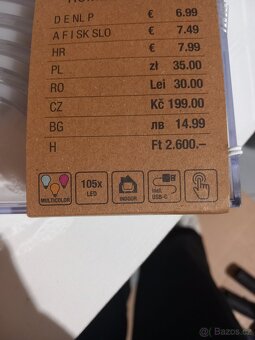 D E NL P € 6.99
A F I SK SLO € 7.49
HR € 7.99
PL zł 35.00
RO Lei 30.00
CZ Kč 199.00
BG лв 14.99
H Ft 2.600.–
MULTICOLOR
105x
LED
INDOOR
incl.
USB-C
Bazos.cz